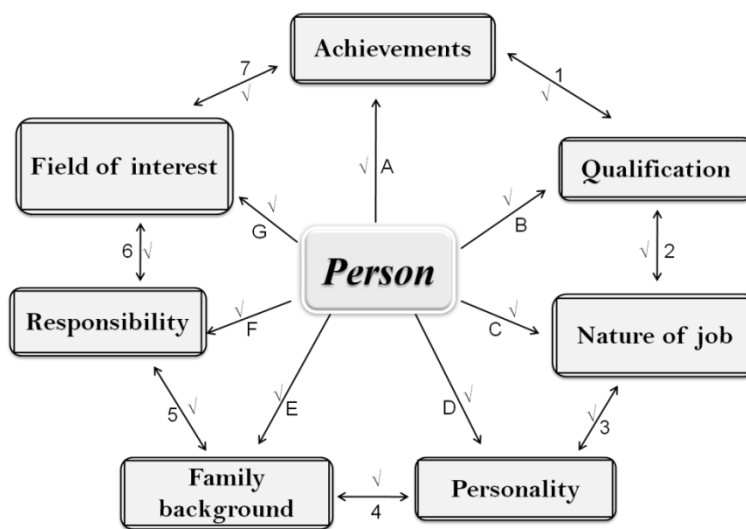 Achievements
7
√
1
√
Field of interest
Qualification
√ A
√
G
√
B
Person
6 √
√ 2
Responsibility
√
F
√
C
Nature of job
5 √
√
E
D
√
√ 3
Family
background
√
4
Personality